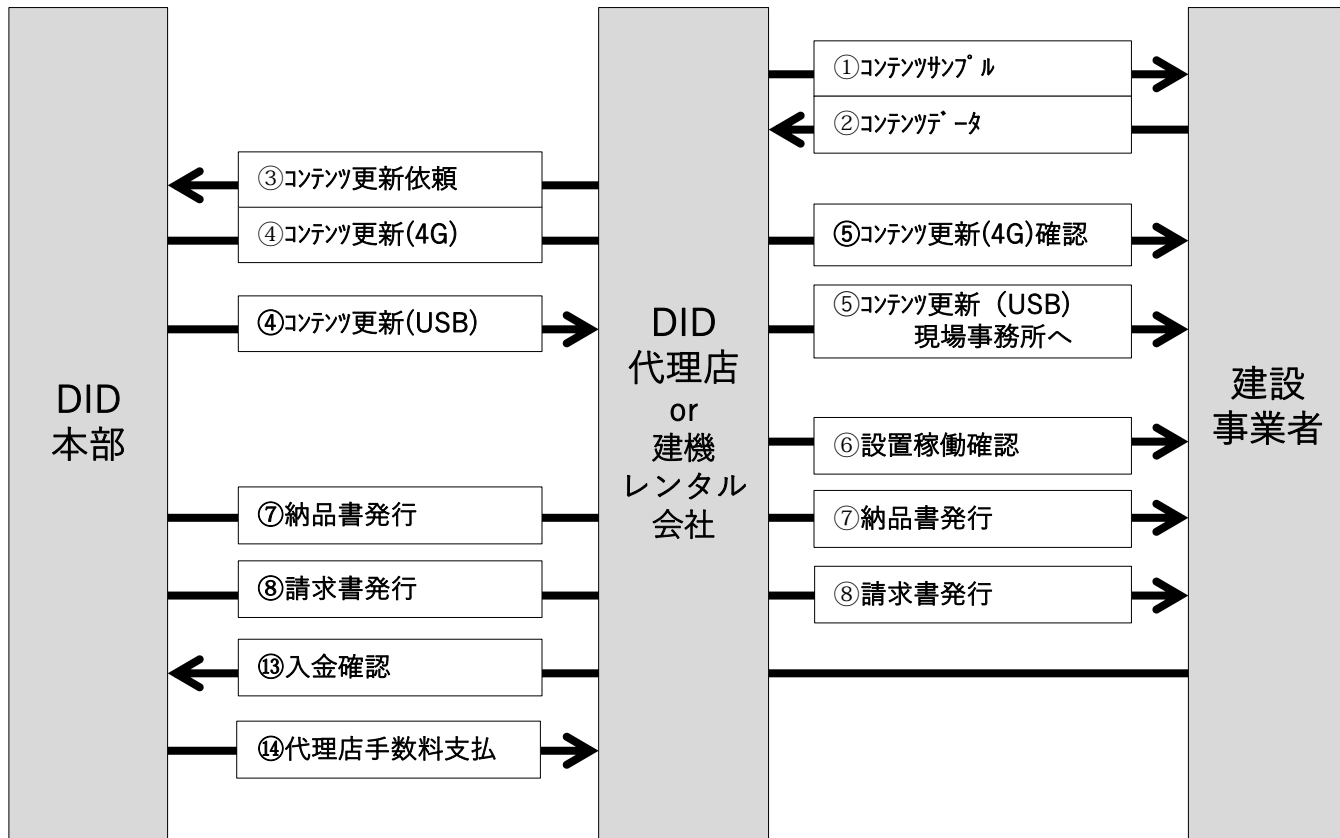 ①ｺﾝﾃﾝﾂｻﾝﾌﾟﾙ
②ｺﾝﾃﾝﾂﾃﾞｰﾀ
③ｺﾝﾃﾝﾂ更新依頼
④ｺﾝﾃﾝﾂ更新(4G)
⑤ｺﾝﾃﾝﾂ更新(4G)確認
④ｺﾝﾃﾝﾂ更新(USB)
⑤ｺﾝﾃﾝﾂ更新（USB)
現場事務所へ
DID
本部
DID
代理店
or
建機
レンタル
会社
建設
事業者
⑥設置稼働確認
⑦納品書発行
⑦納品書発行
⑧請求書発行
⑧請求書発行
⑬入金確認
⑭代理店手数料支払